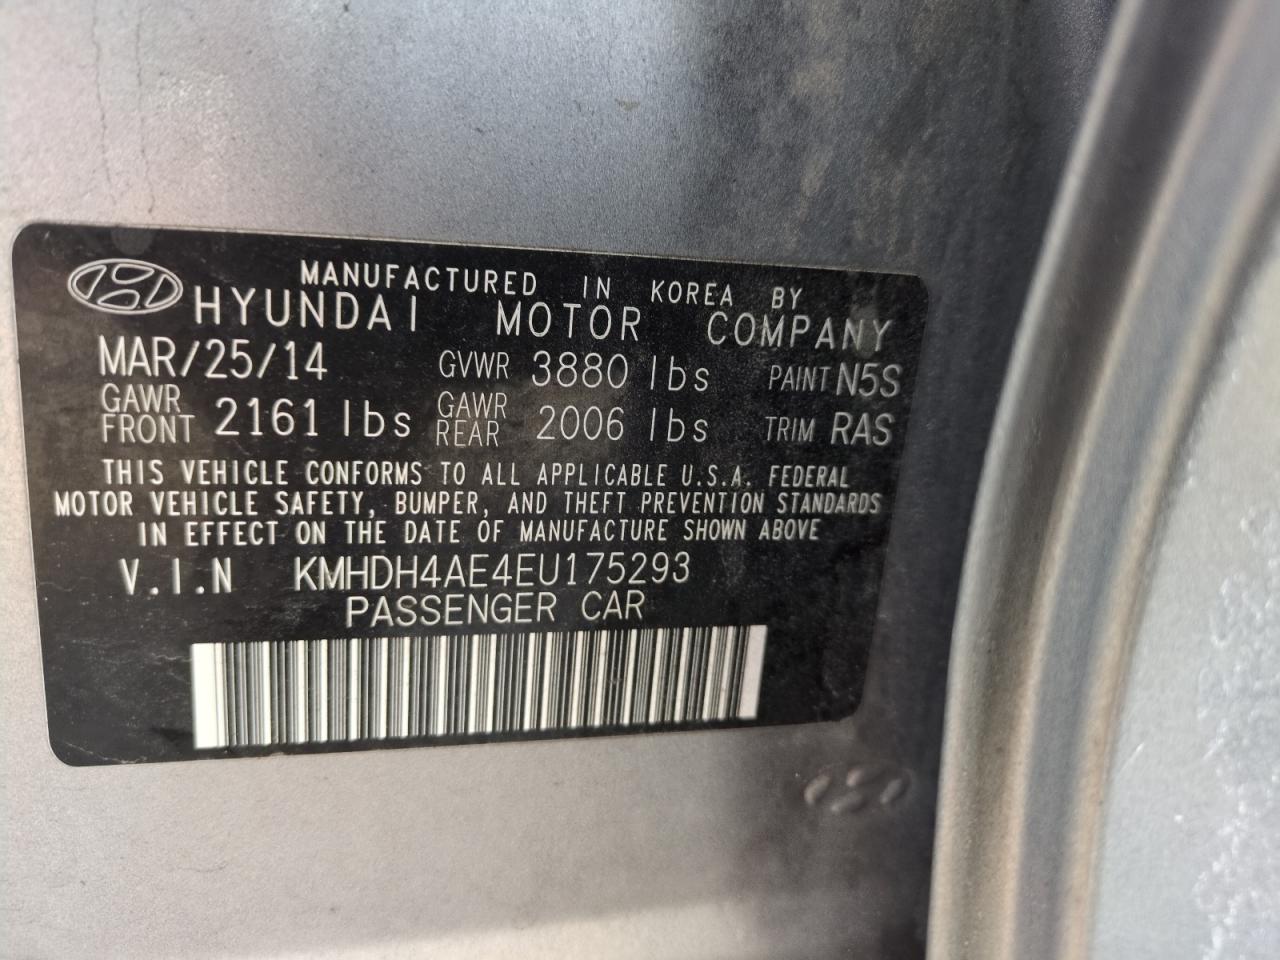 MANUFACTURED IN KOREA BY
HYUNDAI MOTOR COMPANY
MAR/25/14 GVWR 3880 lbs PAINT N5S
GAWR FRONT 2161 lbs GAWR REAR 2006 lbs TRIM RAS
THIS VEHICLE CONFORMS TO ALL APPLICABLE U.S.A. FEDERAL
MOTOR VEHICLE SAFETY, BUMPER, AND THEFT PREVENTION STANDARDS
IN EFFECT ON THE DATE OF MANUFACTURE SHOWN ABOVE
V.I.N KMHDH4AE4EU175293
PASSENGER CAR